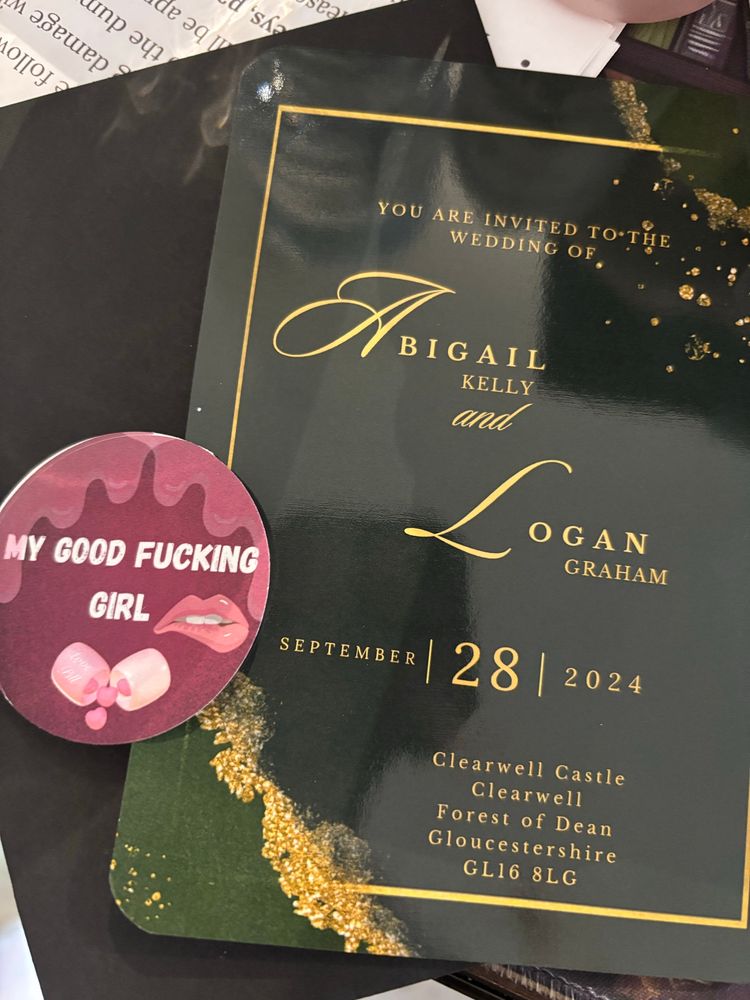 YOU ARE INVITED TO THE
WEDDING OF
ABIGAIL
KELLY
and
LOGAN
GRAHAM
SEPTEMBER | 28 | 2024
Clearwell Castle
Clearwell
Forest of Dean
Gloucestershire
GL16 8LG
MY GOOD FUCKING
GIRL